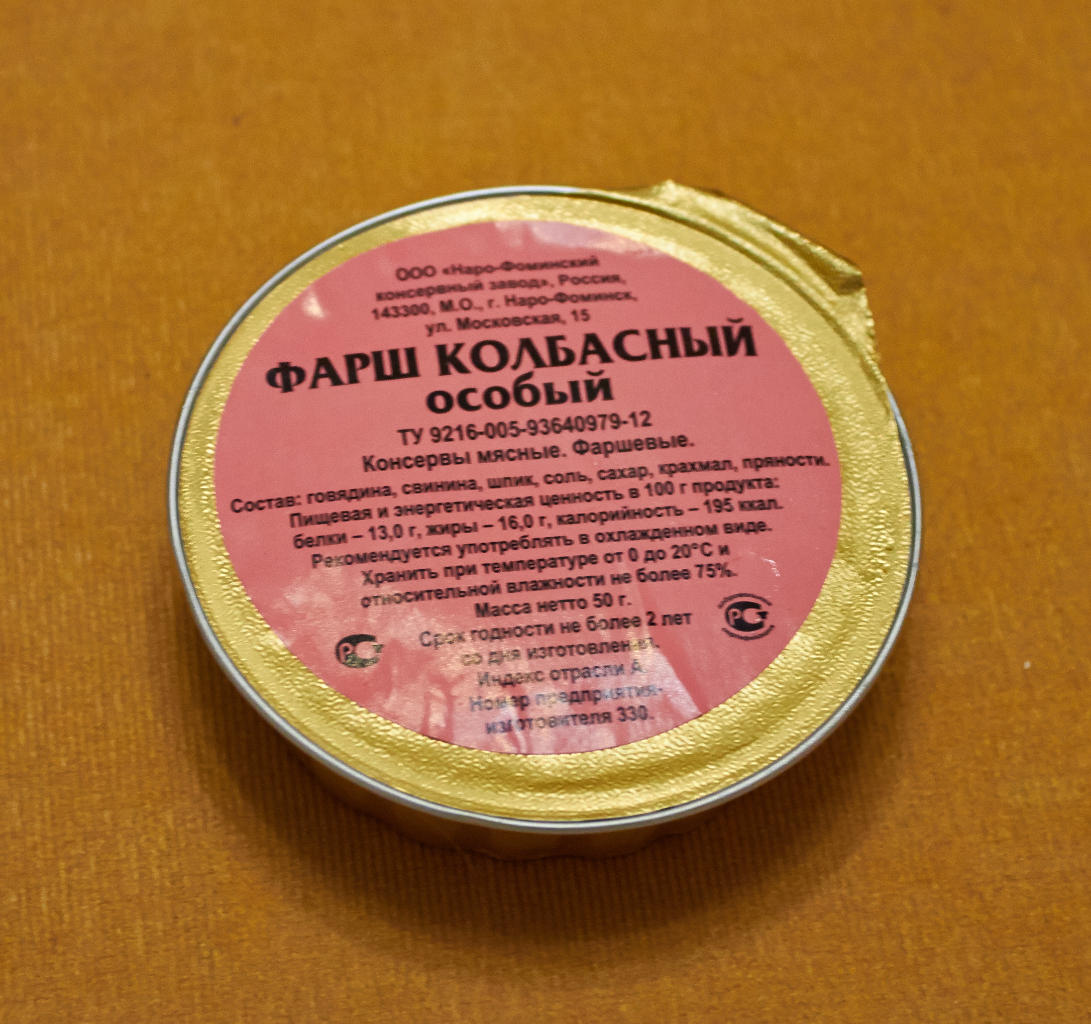 ООО «Наро-Фоминский
консервный завод», Россия,
143300, М.О., г. Наро-Фоминск,
ул. Московская, 15
ФАРШ КОЛБАСНЫЙ
особый
ТУ 9216-005-93640979-12
Консервы мясные. Фаршевые.
Состав: говядина, свинина, шпик, соль, сахар, крахмал, пряности.
Пищевая и энергетическая ценность в 100 г продукта:
белки – 13,0 г, жиры – 16,0 г, калорийность – 195 ккал.
Рекомендуется употреблять в охлажденном виде.
Хранить при температуре от 0 до 20°С и
относительной влажности не более 75%.
Масса нетто 50 г.
Срок годности не более 2 лет
со дня изготовления.
Индекс отрасли А.
Номер предприятия-
изготовителя 330.